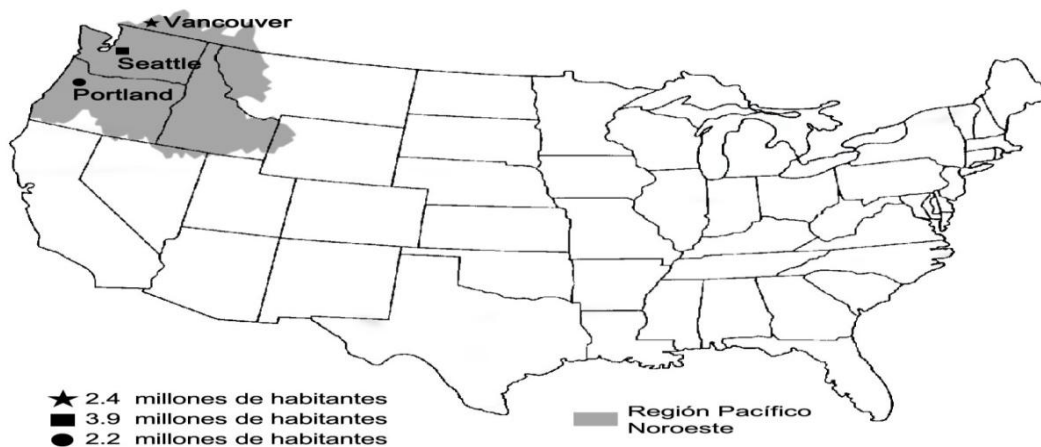 Vancouver
Seattle
Portland
2.4 millones de habitantes
3.9 millones de habitantes
2.2 millones de habitantes
Región Pacífico
Noroeste